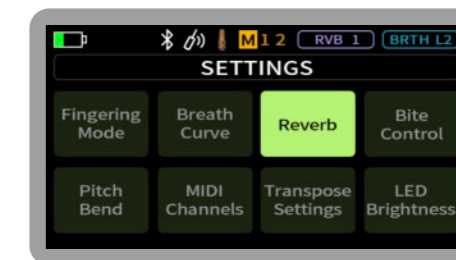 M 1 2 RVB 1 BRTH L2
SETTINGS
Fingering Mode
Breath Curve
Reverb
Bite Control
Pitch Bend
MIDI Channels
Transpose Settings
LED Brightness